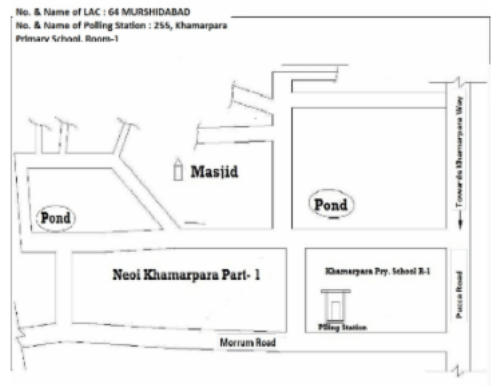 No. & Name of LAC : 64 MURSHIDABAD
No. & Name of Polling Station : 255, Khamarpara
Primary School, Room-1
Towards Khamarpara Way
Masjid
Pond
Pond
Neoi Khamarpara Part- 1
Khamarpara Pry. School R-1
Pucca Road
Plling Station
Morrum Road